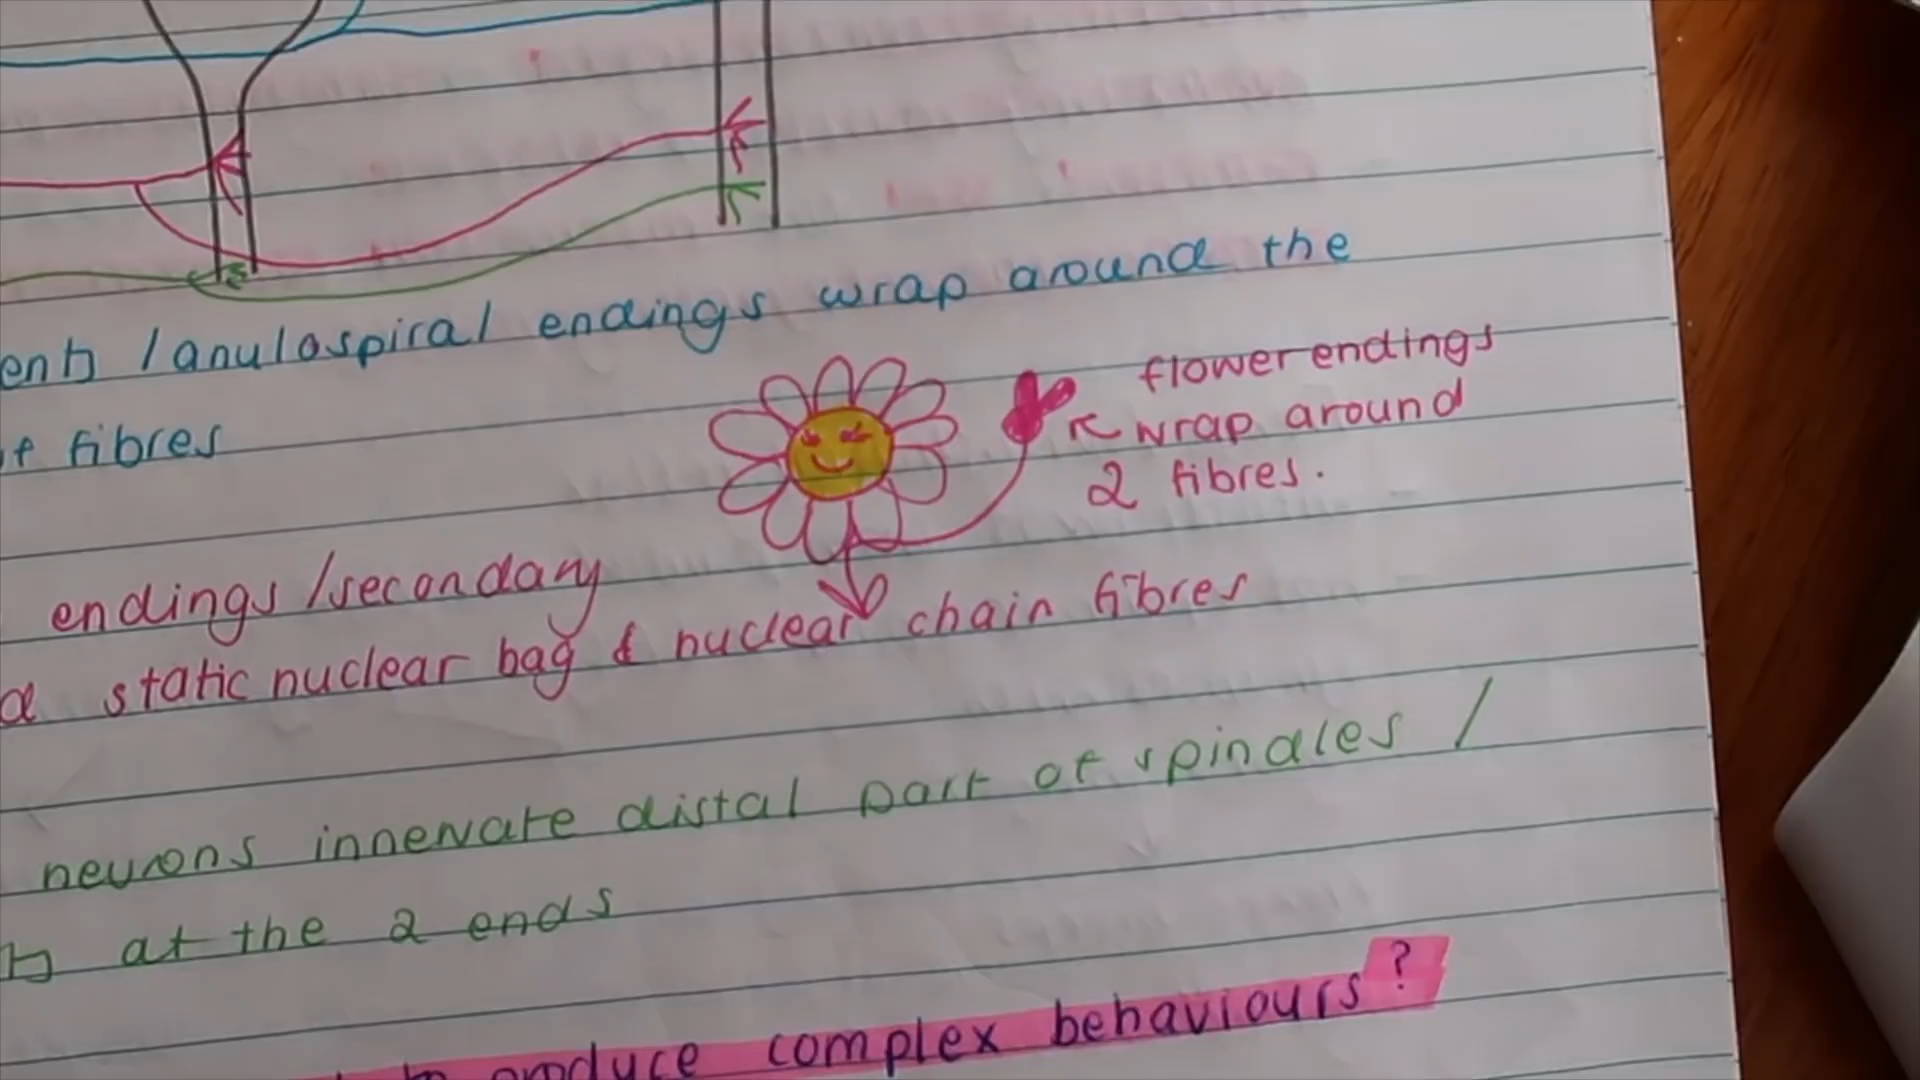 /anulospiral endings wrap around the
flower endings
wrap around
fibres
2 fibres.
endings/secondary
static nuclear bag & nuclear chain fibres
neurons innervate distal part of spindles /
at the 2 ends
produce complex behaviours?